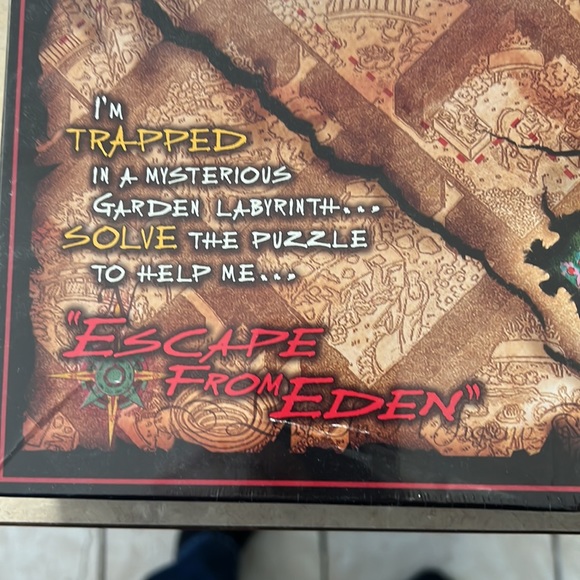 I'm
TRAPPED
IN A MYSTERIOUS
GARDEN LABYRINTH...
SOLVE THE PUZZLE
TO HELP ME...
"ESCAPE
FROM EDEN"